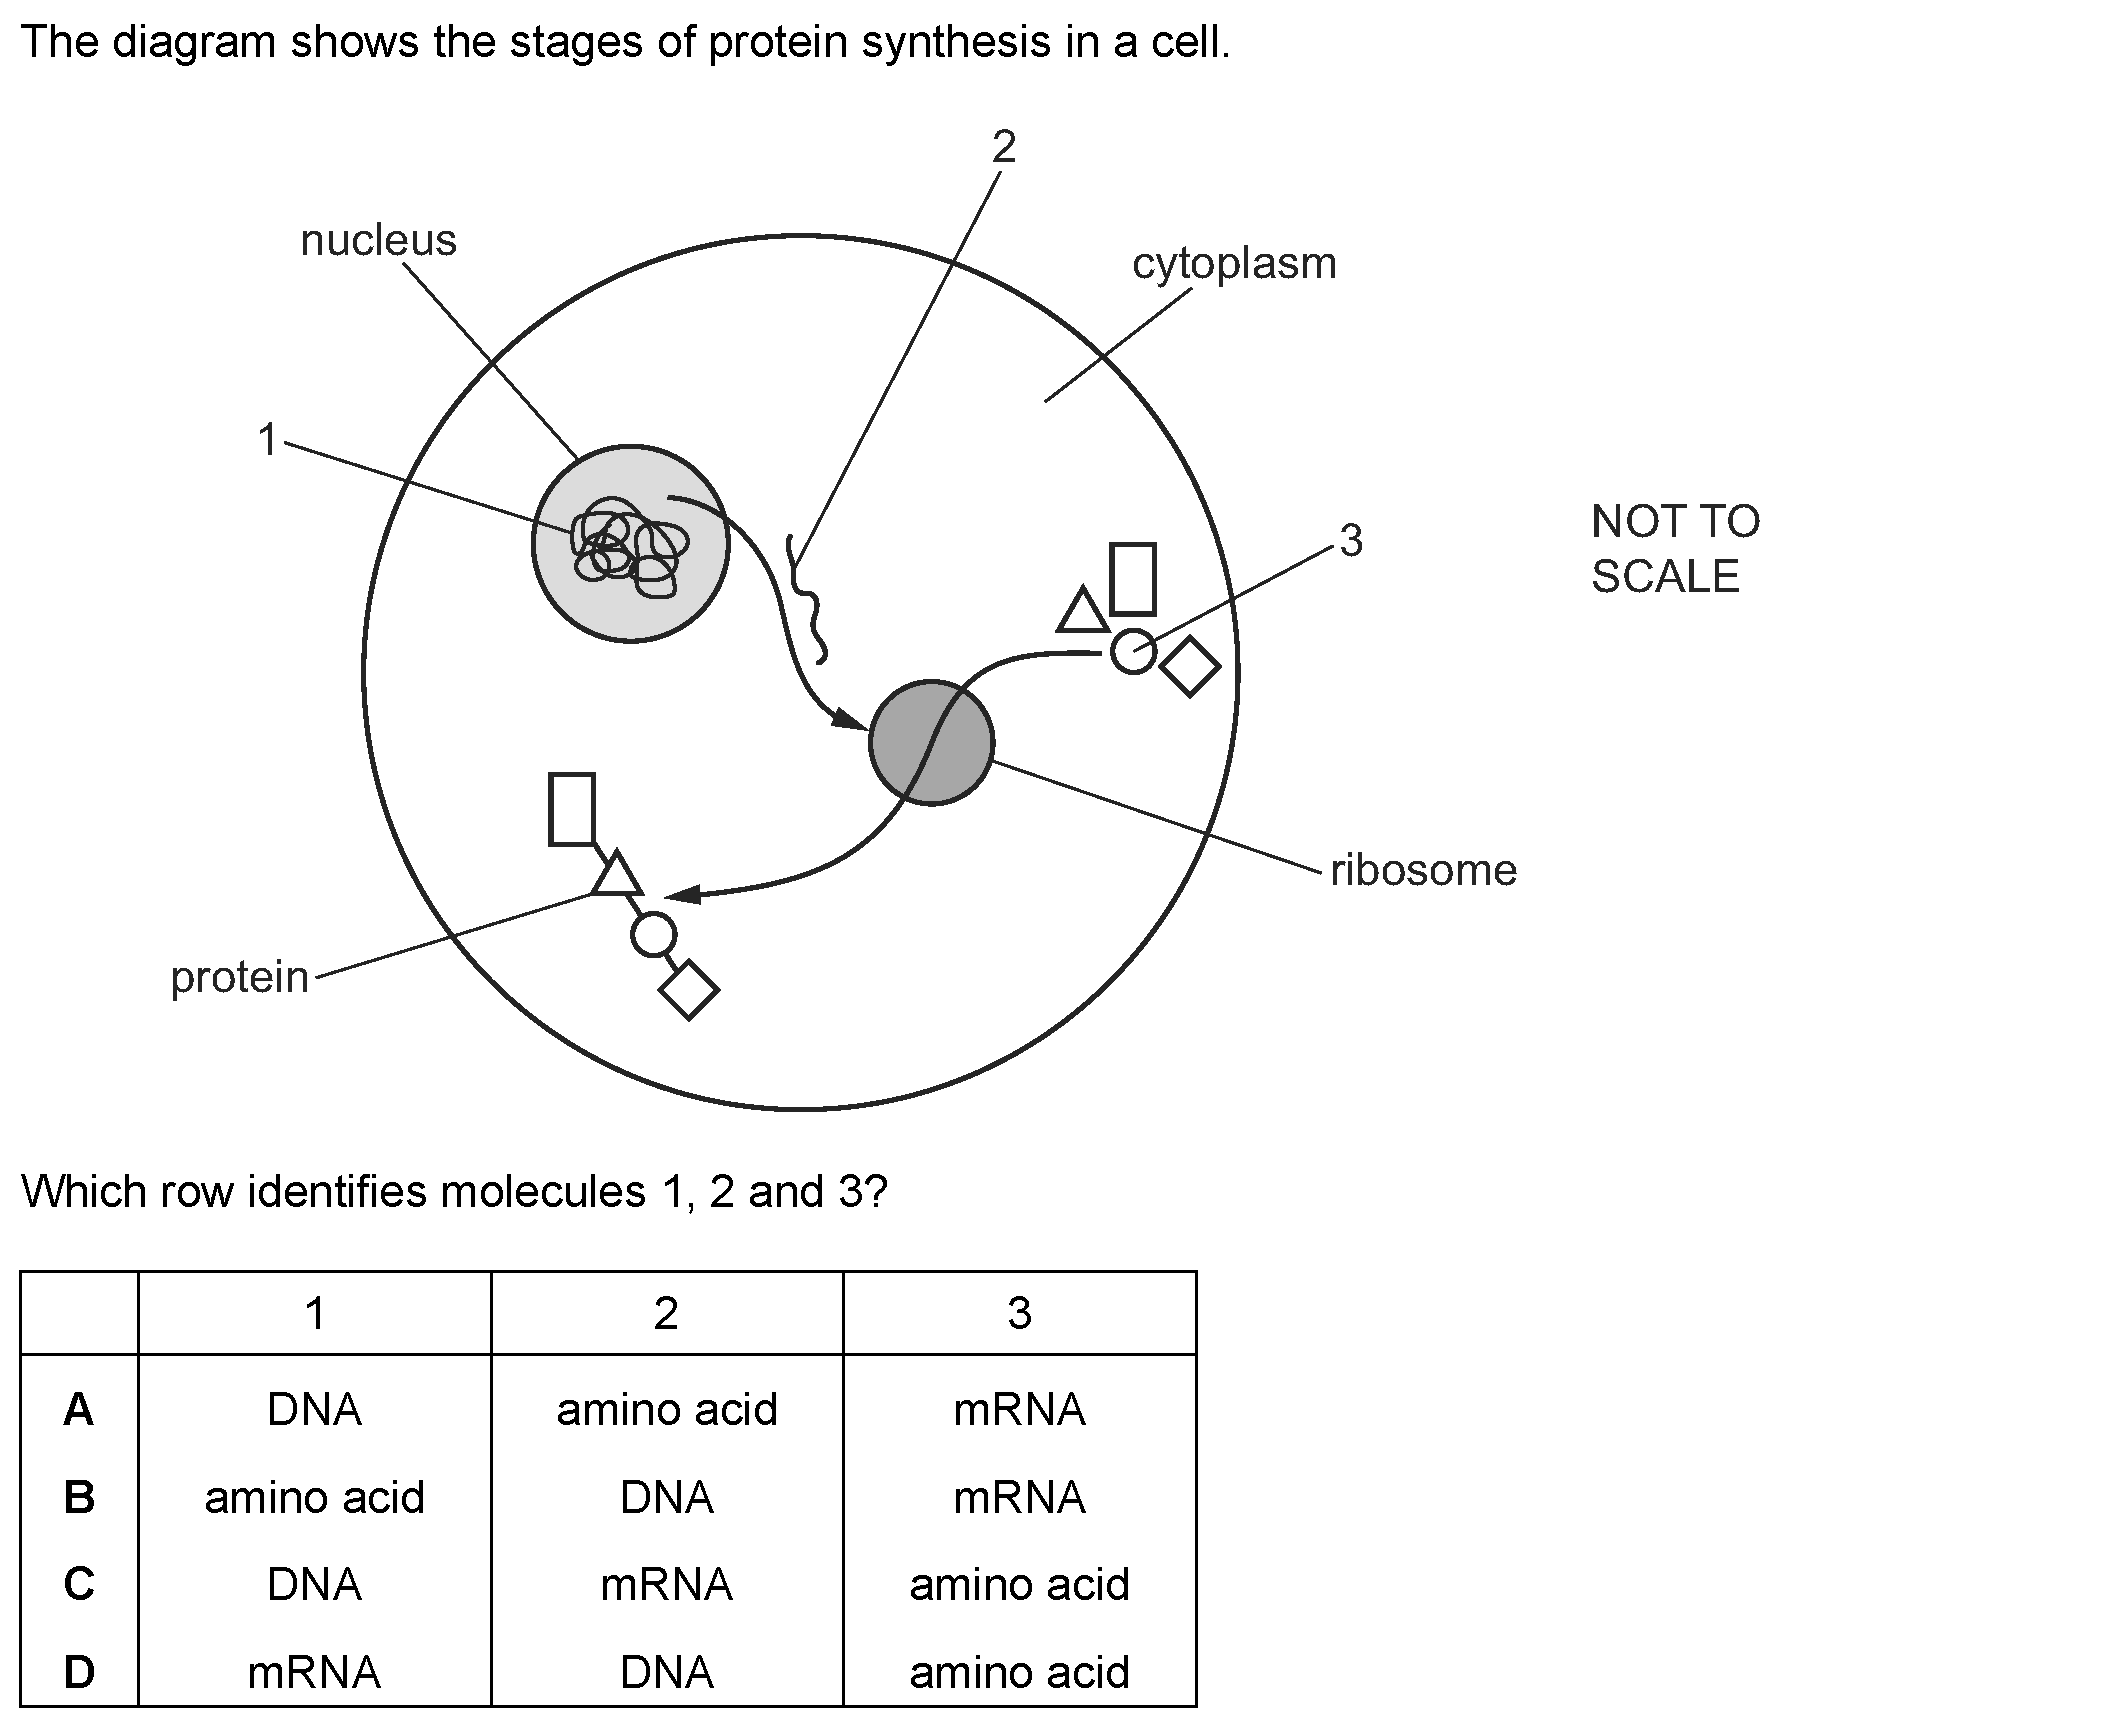 The diagram shows the stages of protein synthesis in a cell.
2
nucleus
cytoplasm
1
3
NOT TO
SCALE
ribosome
protein
Which row identifies molecules 1, 2 and 3?
1 2 3
A DNA amino acid mRNA
B amino acid DNA mRNA
C DNA mRNA amino acid
D mRNA DNA amino acid